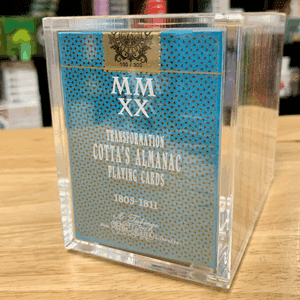 MM
XX
TRANSFORMATION
COTTA'S ALMANAC
PLAYING CARDS
1805-1811